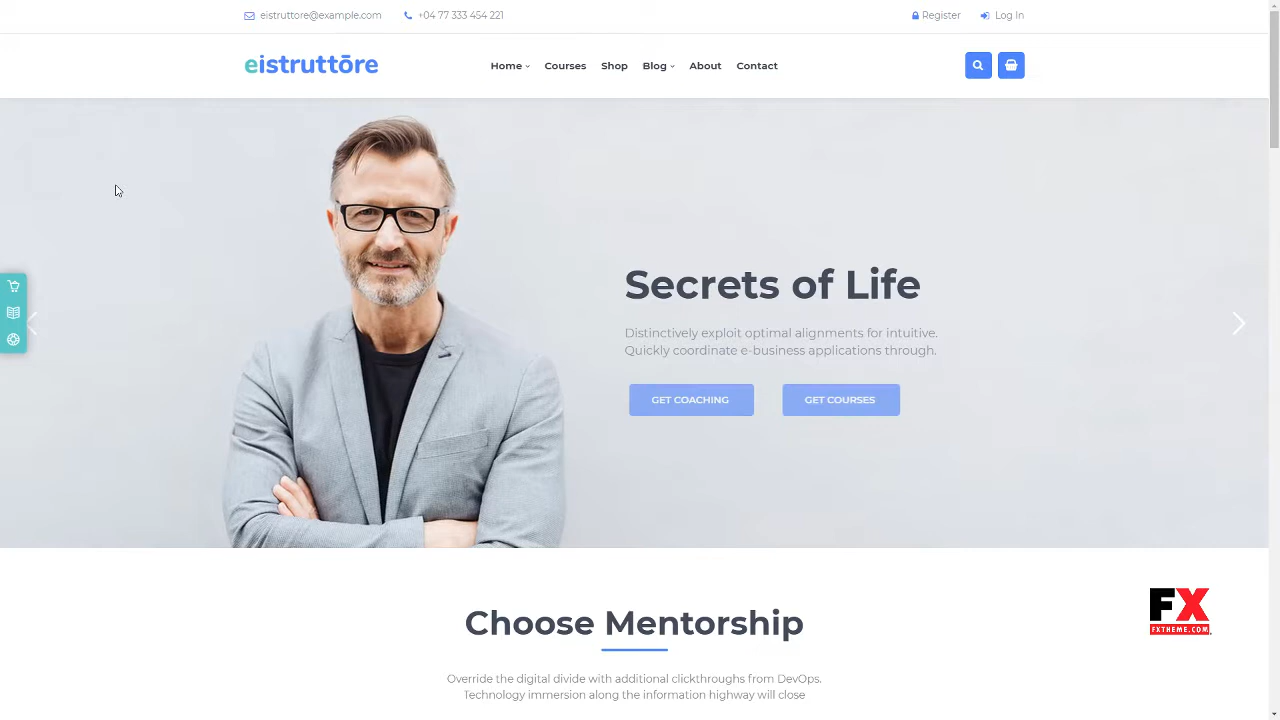 eistruttore@example.com +04 77 333 454 221 Register Log In
eistruttōre Home Courses Shop Blog About Contact
Secrets of Life
Distinctively exploit optimal alignments for intuitive.
Quickly coordinate e-business applications through.
GET COACHING GET COURSES
Choose Mentorship
Override the digital divide with additional clickthroughs from DevOps.
Technology immersion along the information highway will close
FX
FXTHEME.COM